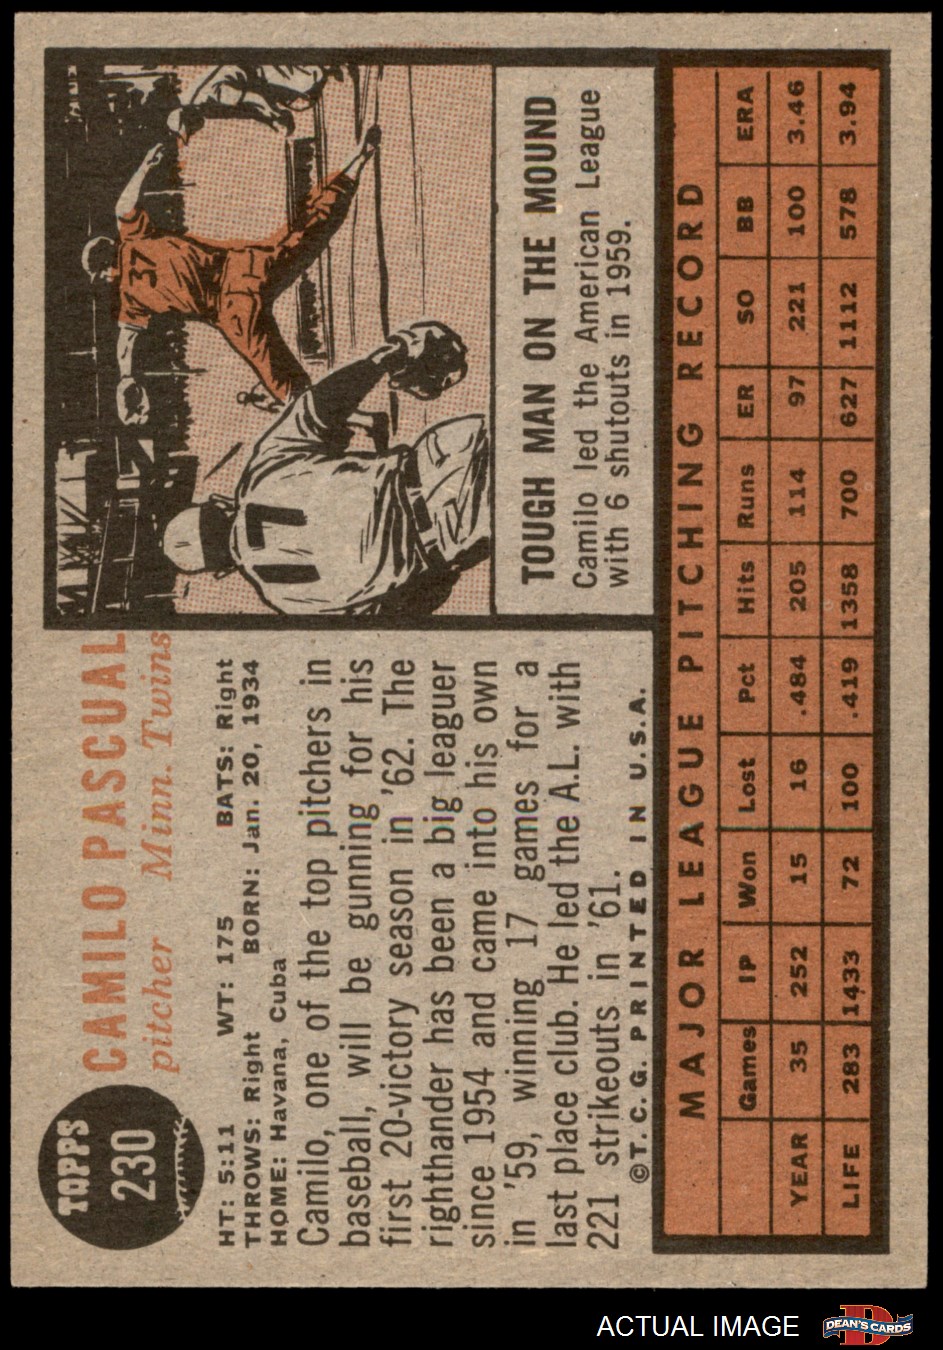 TOPPS
230
CAMILO PASCUAL
pitcher Minn. Twins
HT: 5:11 WT: 175 BATS: Right
THROWS: Right BORN: Jan. 20, 1934
HOME: Havana, Cuba
Camilo, one of the top pitchers in
baseball, will be gunning for his
first 20-victory season in '62. The
righthander has been a big leaguer
since 1954 and came into his own
in '59, winning 17 games for a
last place club. He led the A.L. with
221 strikeouts in '61.
©T.C.G. PRINTED IN U.S.A.
37
17
TOUGH MAN ON THE MOUND
Camilo led the American League
with 6 shutouts in 1959.
MAJOR LEAGUE PITCHING RECORD
Games IP Won Lost Pct Hits Runs ER SO BB ERA
YEAR 35 252 15 16 .484 205 114 97 221 100 3.46
LIFE 283 1433 72 100 .419 1358 700 627 1112 578 3.94
ACTUAL IMAGE
D
DEAN'S CARDS